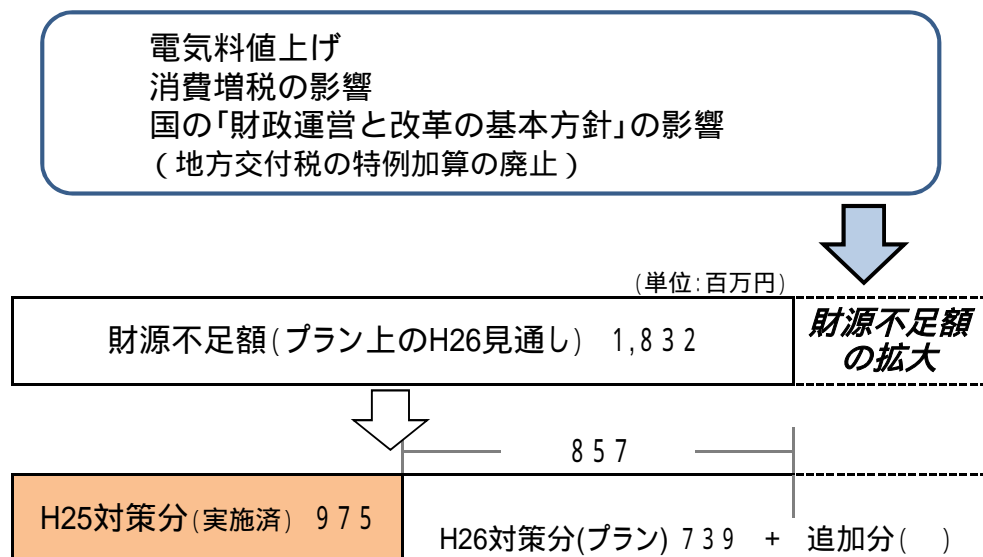 電気料値上げ
消費増税の影響
国の｢財政運営と改革の基本方針｣の影響
(地方交付税の特例加算の廃止)
(単位:百万円)
財源不足額(プラン上のH26見通し) 1,832
財源不足額
の拡大
857
H25対策分(実施済) 975
H26対策分(プラン) 739 + 追加分( )